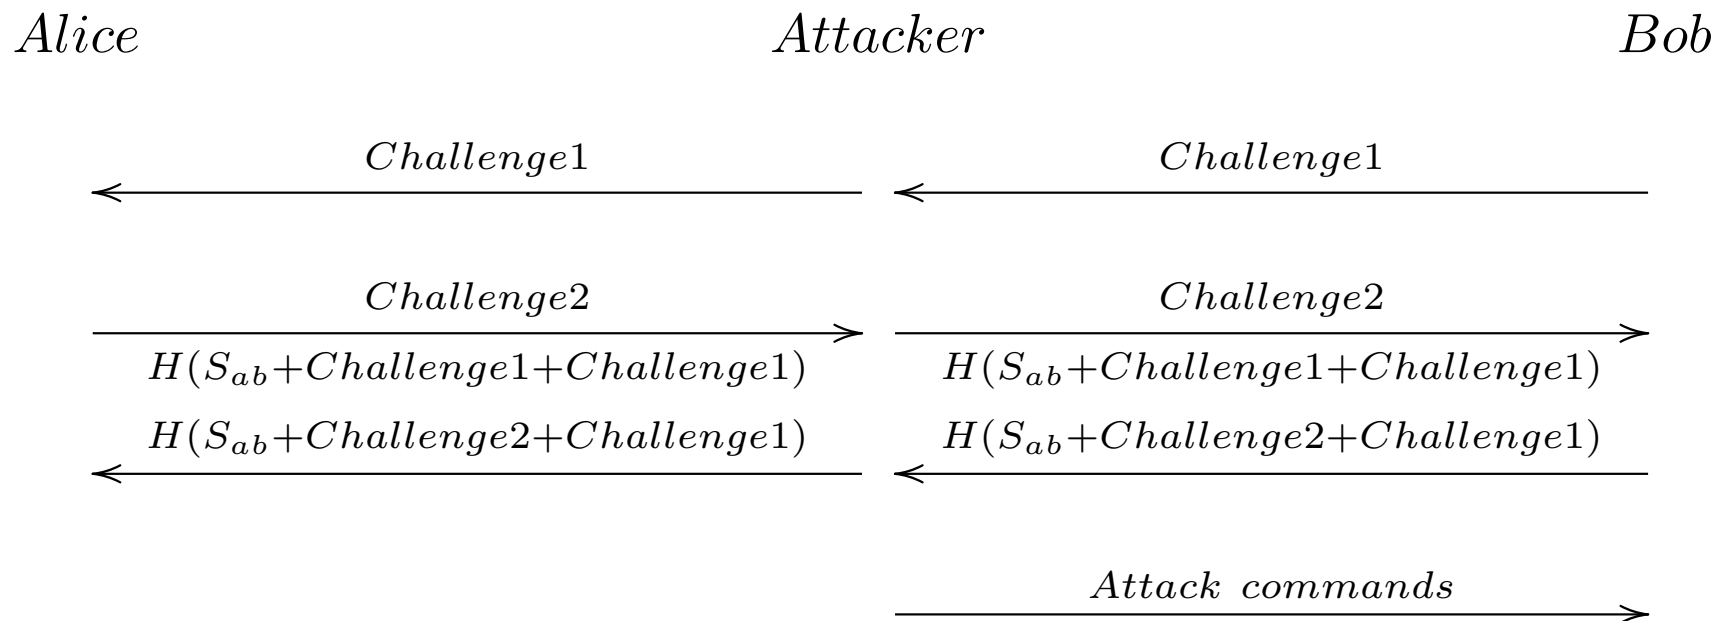 Alice Attacker Bob
Challenge1 Challenge1
Challenge2 Challenge2
H(S_ab+Challenge1+Challenge1) H(S_ab+Challenge1+Challenge1)
H(S_ab+Challenge2+Challenge1) H(S_ab+Challenge2+Challenge1)
Attack commands